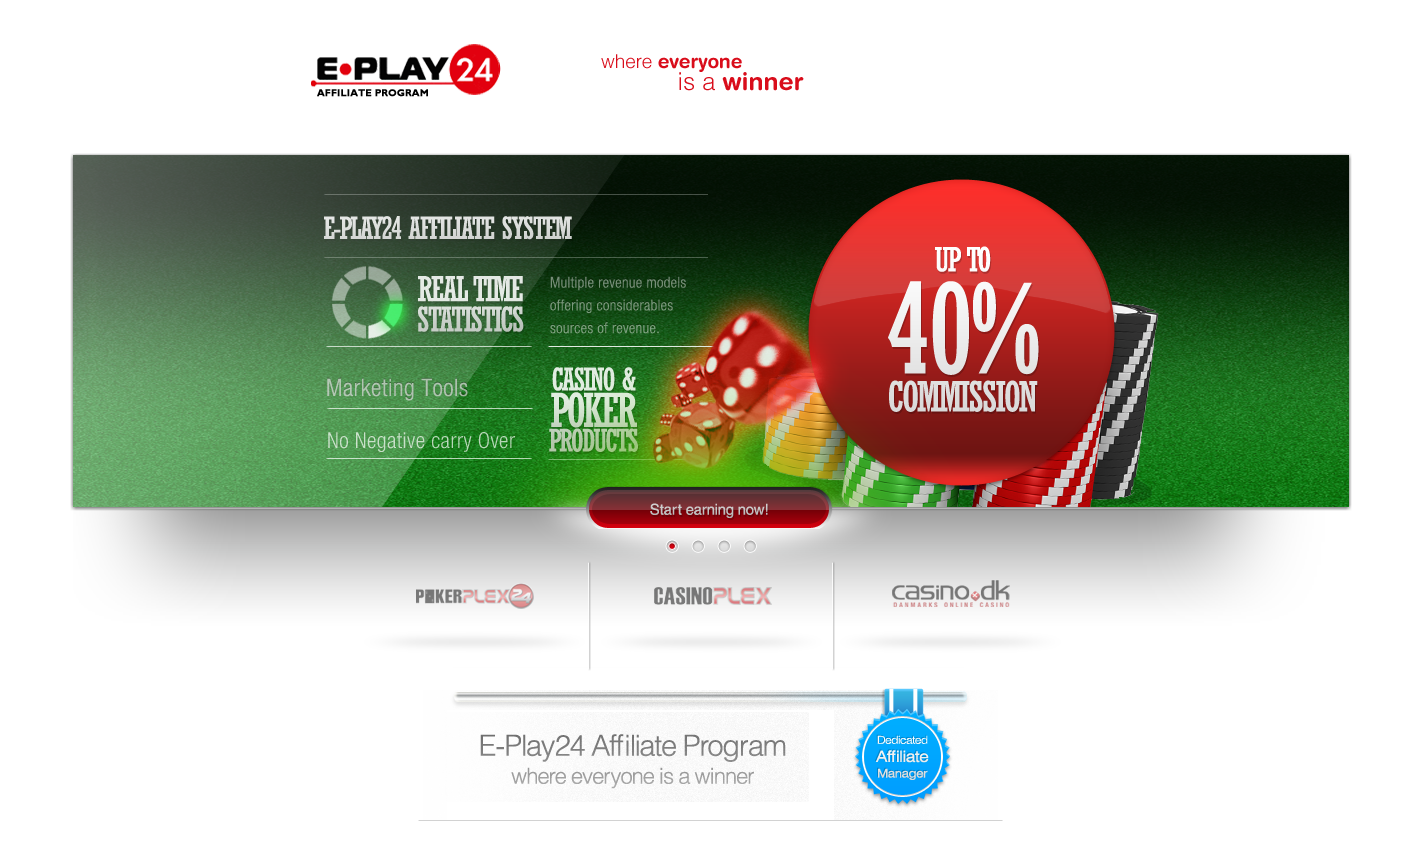 E•PLAY24
AFFILIATE PROGRAM
where everyone
is a winner
E-PLAY24 AFFILIATE SYSTEM
REAL TIME
STATISTICS
Multiple revenue models
offering considerables
sources of revenue.
Marketing Tools
No Negative carry Over
CASINO &
POKER
PRODUCTS
UP TO
40%
COMMISSION
Start earning now!
POKERPLEX24
CASINOPLEX
casino.dk
DANMARKS ONLINE CASINO
E-Play24 Affiliate Program
where everyone is a winner
Dedicated
Affiliate
Manager